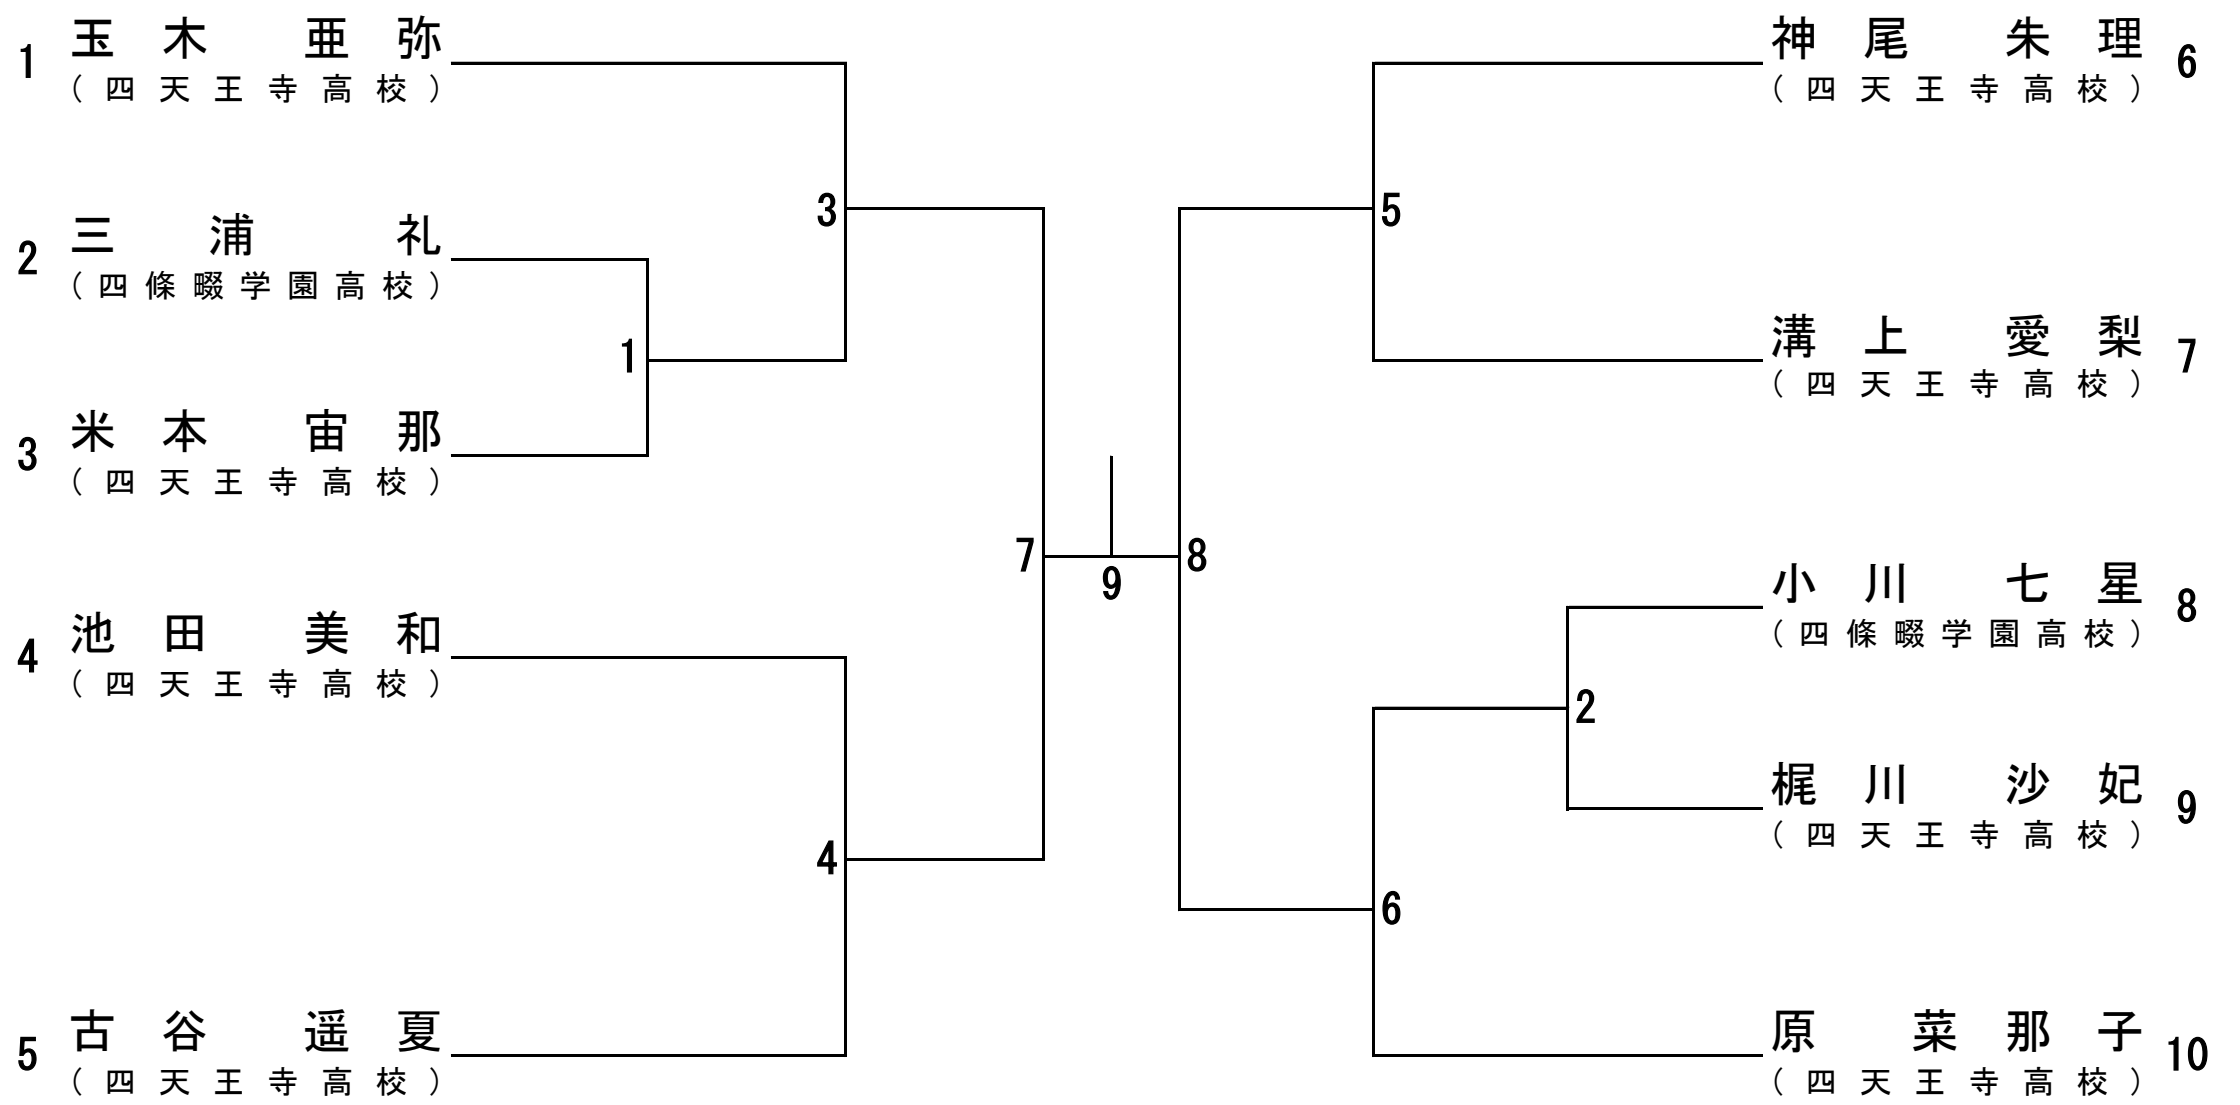 1 玉木 亜弥
(四天王寺高校)
2 三浦 礼
(四條畷学園高校)
3 米本 宙那
(四天王寺高校)
4 池田 美和
(四天王寺高校)
5 古谷 遥夏
(四天王寺高校)
3
1
4
7
9
8
5
2
6
神尾 朱理 6
(四天王寺高校)
溝上 愛梨 7
(四天王寺高校)
小川 七星 8
(四條畷学園高校)
梶川 沙妃 9
(四天王寺高校)
原 菜那子 10
(四天王寺高校)